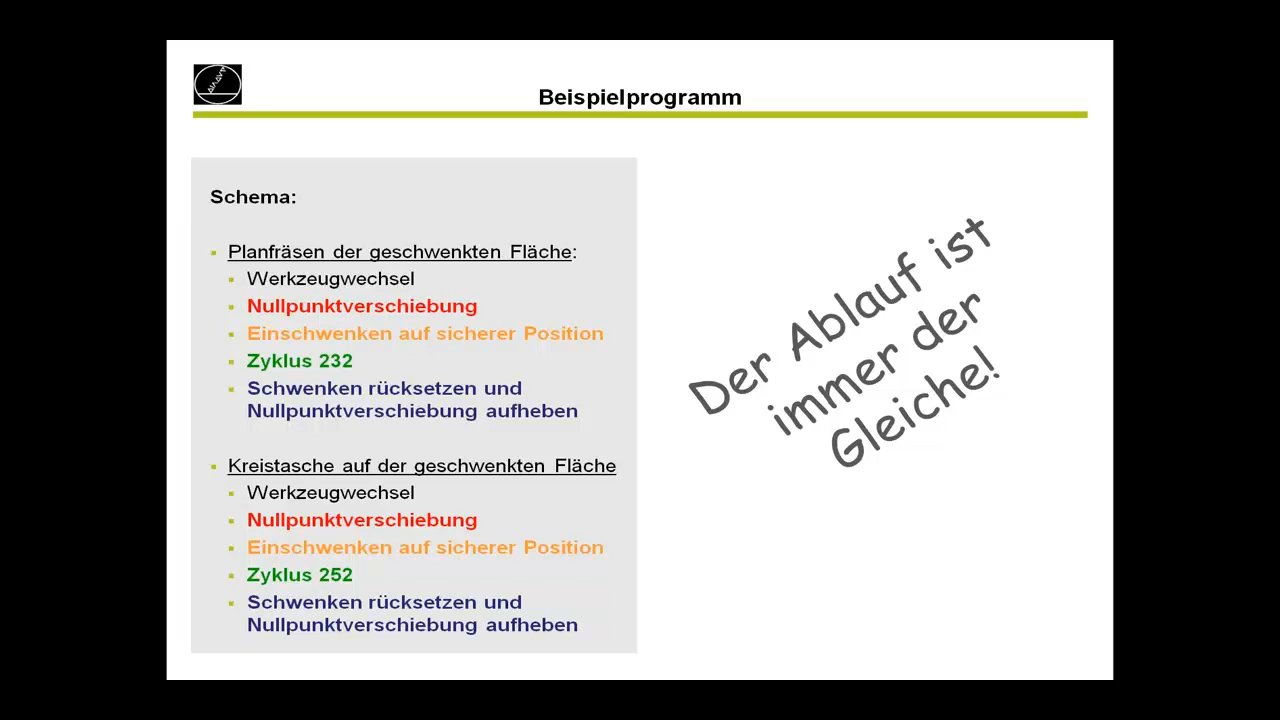 Beispielprogramm
Schema:
Planfräsen der geschwenkten Fläche:
Werkzeugwechsel
Nullpunktverschiebung
Einschwenken auf sicherer Position
Zyklus 232
Schwenken rücksetzen und
Nullpunktverschiebung aufheben
Kreistasche auf der geschwenkten Fläche
Werkzeugwechsel
Nullpunktverschiebung
Einschwenken auf sicherer Position
Zyklus 252
Schwenken rücksetzen und
Nullpunktverschiebung aufheben
Der Ablauf ist
immer der
Gleiche!